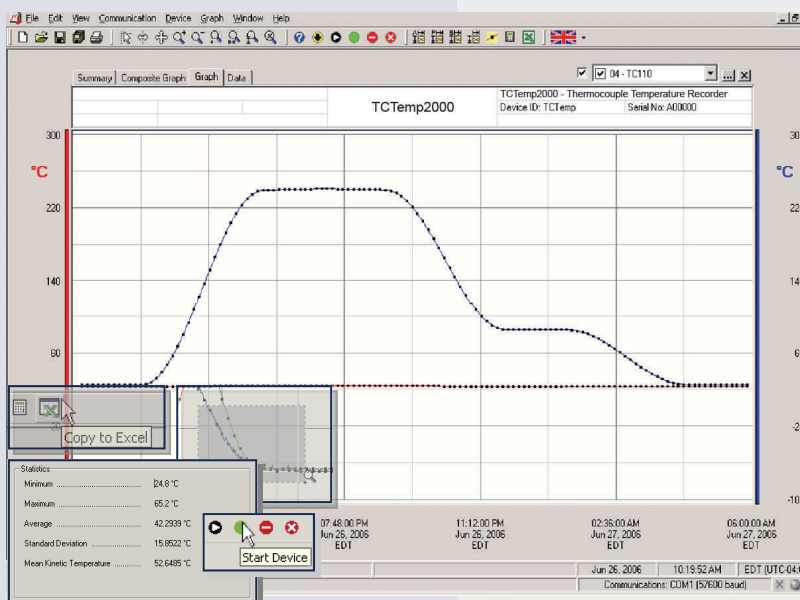 File Edit View Communication Device Graph Window Help
Summary Composite Graph Graph Data
04 - TC110
TCTemp2000
TCTemp2000 - Thermocouple Temperature Recorder
Device ID: TCTemp Serial No: A00000
300
°C
220
140
60
-20
°C
-10
Copy to Excel
Statistics
Minimum 24.8 °C
Maximum 65.2 °C
Average 42.2939 °C
Standard Deviation 15.8522 °C
Mean Kinetic Temperature 52.6485 °C
Start Device
07:48:00 PM 11:12:00 PM 02:36:00 AM 06:00:00 AM
Jun 26, 2006 Jun 26, 2006 Jun 27, 2006 Jun 27, 2006
EDT EDT EDT EDT
Jun 26, 2006 10:19:52 AM EDT (UTC-04:
Communications: COM1 (57600 baud)